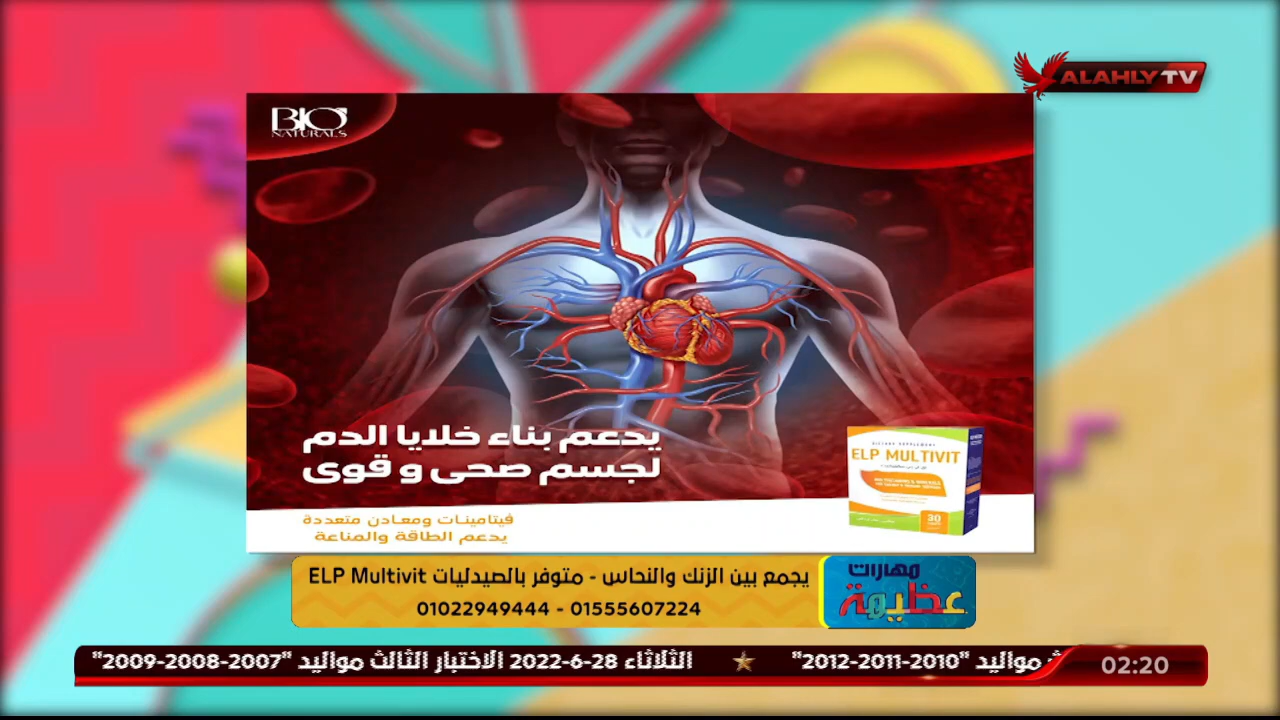 ALAHLY TV
BIO
NATURALS
يدعم بناء خلايا الدم
لجسم صحى و قوى
DIETARY SUPPLEMENT
ELP MULTIVIT
30
فيتامينات ومعادن متعددة
يدعم الطاقة والمناعة
مهارات
عظيمة
يجمع بين الزنك والنحاس - متوفر بالصيدليات ELP Multivit
01022949444 - 01555607224
02:20
مواليد "2010-2011-2012" الثلاثاء 28-6-2022 الاختبار الثالث مواليد "2007-2008-2009"